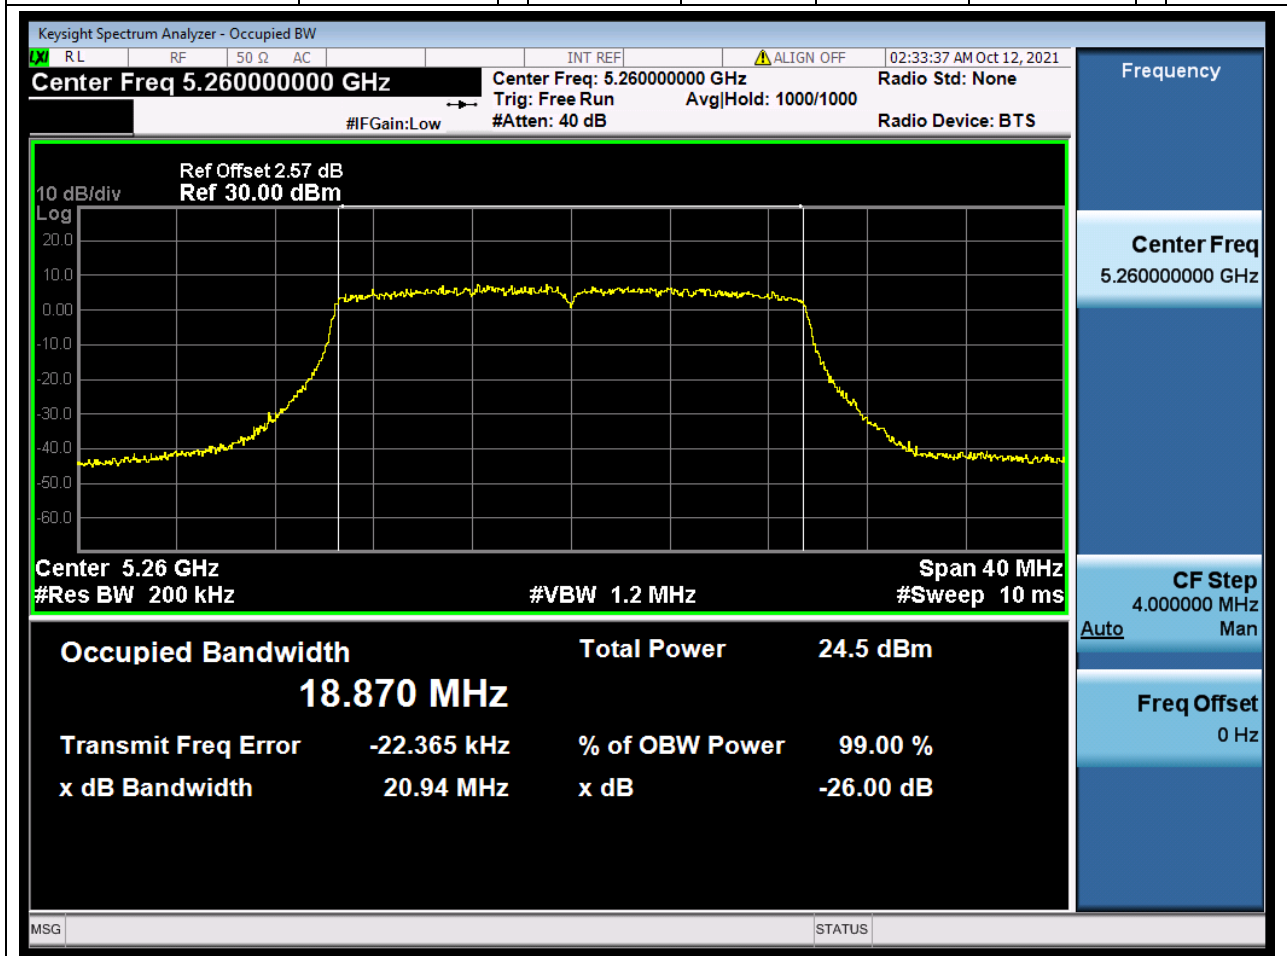 Keysight Spectrum Analyzer - Occupied BW
LXI RL RF 50 Ω AC INT REF ALIGN OFF 02:33:37 AM Oct 12, 2021
Center Freq 5.260000000 GHz
Center Freq: 5.260000000 GHz Radio Std: None
Trig: Free Run Avg|Hold: 1000/1000
#IFGain:Low #Atten: 40 dB Radio Device: BTS
Ref Offset 2.57 dB
10 dB/div Ref 30.00 dBm
Log
20.0
10.0
0.00
-10.0
-20.0
-30.0
-40.0
-50.0
-60.0
Center 5.26 GHz Span 40 MHz
#Res BW 200 kHz #VBW 1.2 MHz #Sweep 10 ms
Occupied Bandwidth Total Power 24.5 dBm
18.870 MHz
Transmit Freq Error -22.365 kHz % of OBW Power 99.00 %
x dB Bandwidth 20.94 MHz x dB -26.00 dB
MSG STATUS
Frequency
Center Freq
5.260000000 GHz
CF Step
4.000000 MHz
Auto Man
Freq Offset
0 Hz